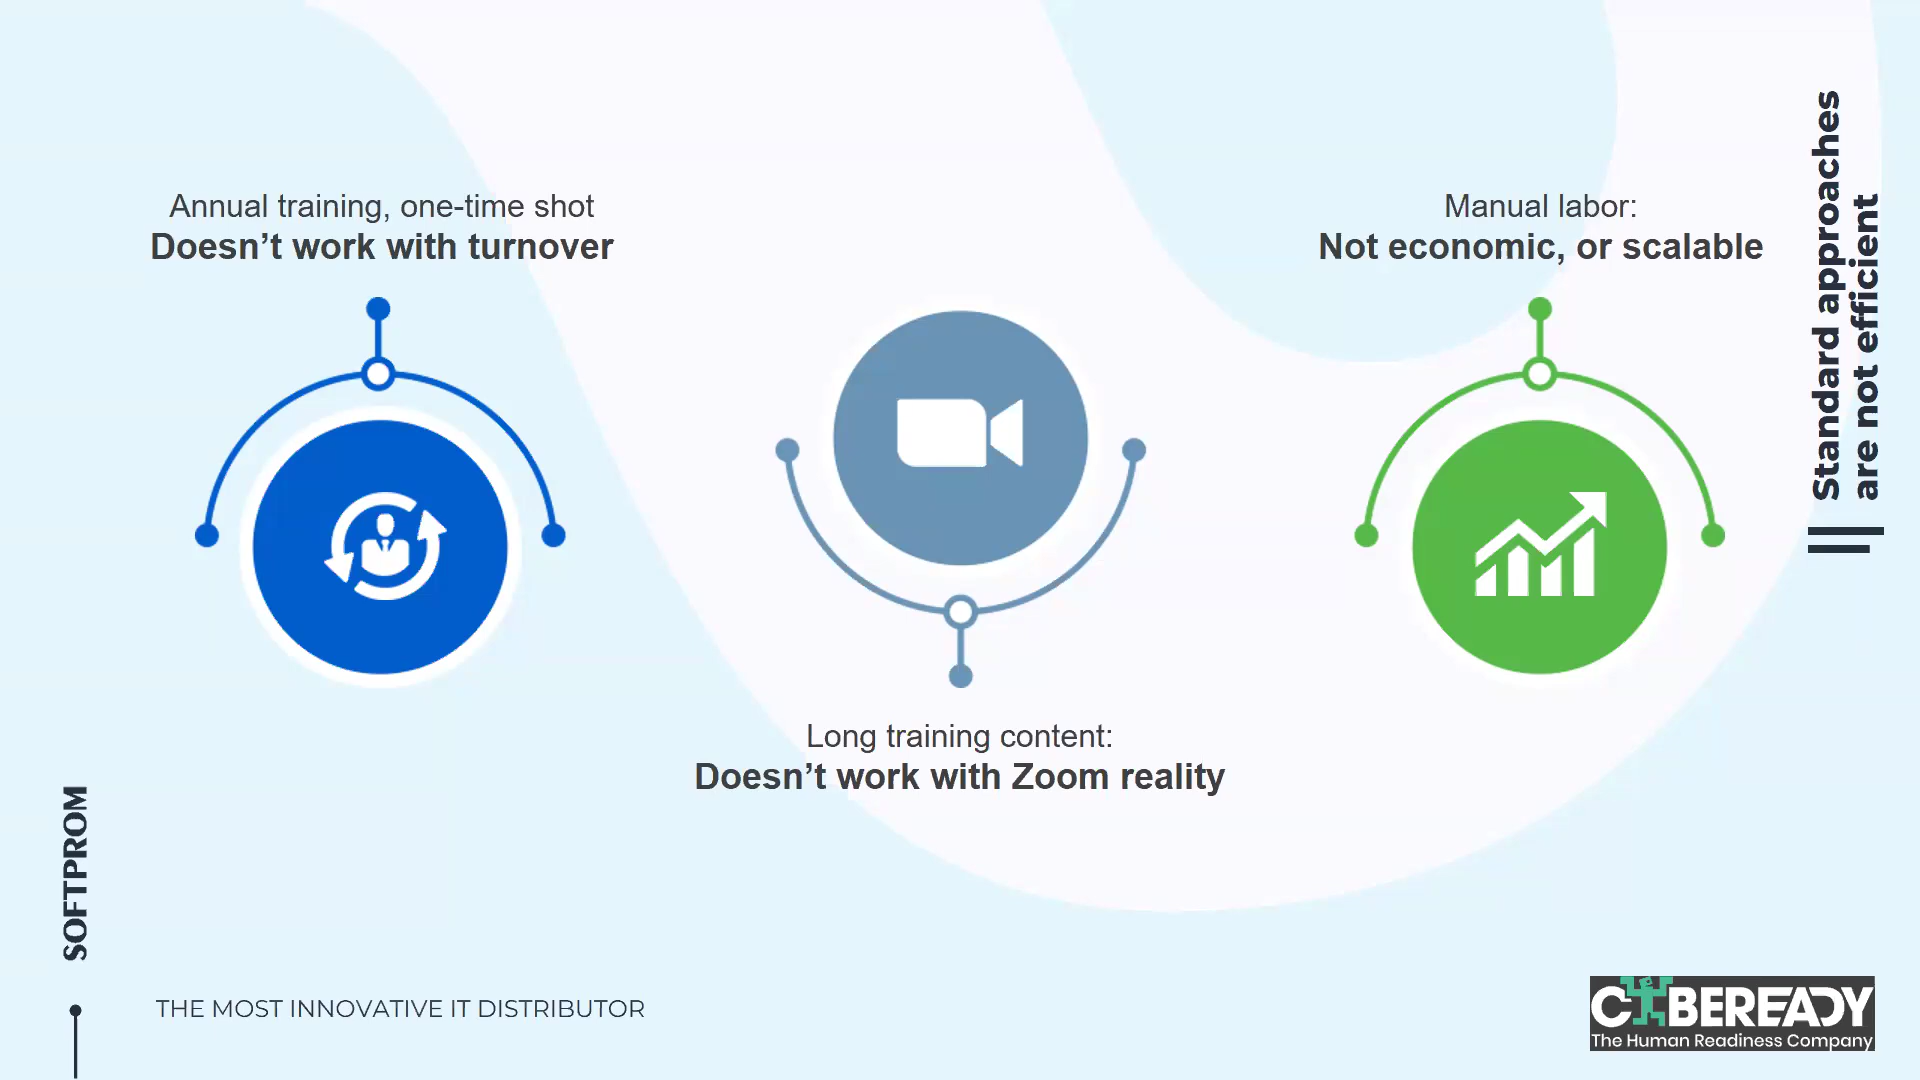 Standard approaches
are not efficient
Annual training, one-time shot
Doesn’t work with turnover
Manual labor:
Not economic, or scalable
Long training content:
Doesn’t work with Zoom reality
SOFTPROM
THE MOST INNOVATIVE IT DISTRIBUTOR
CYBEREADY
The Human Readiness Company